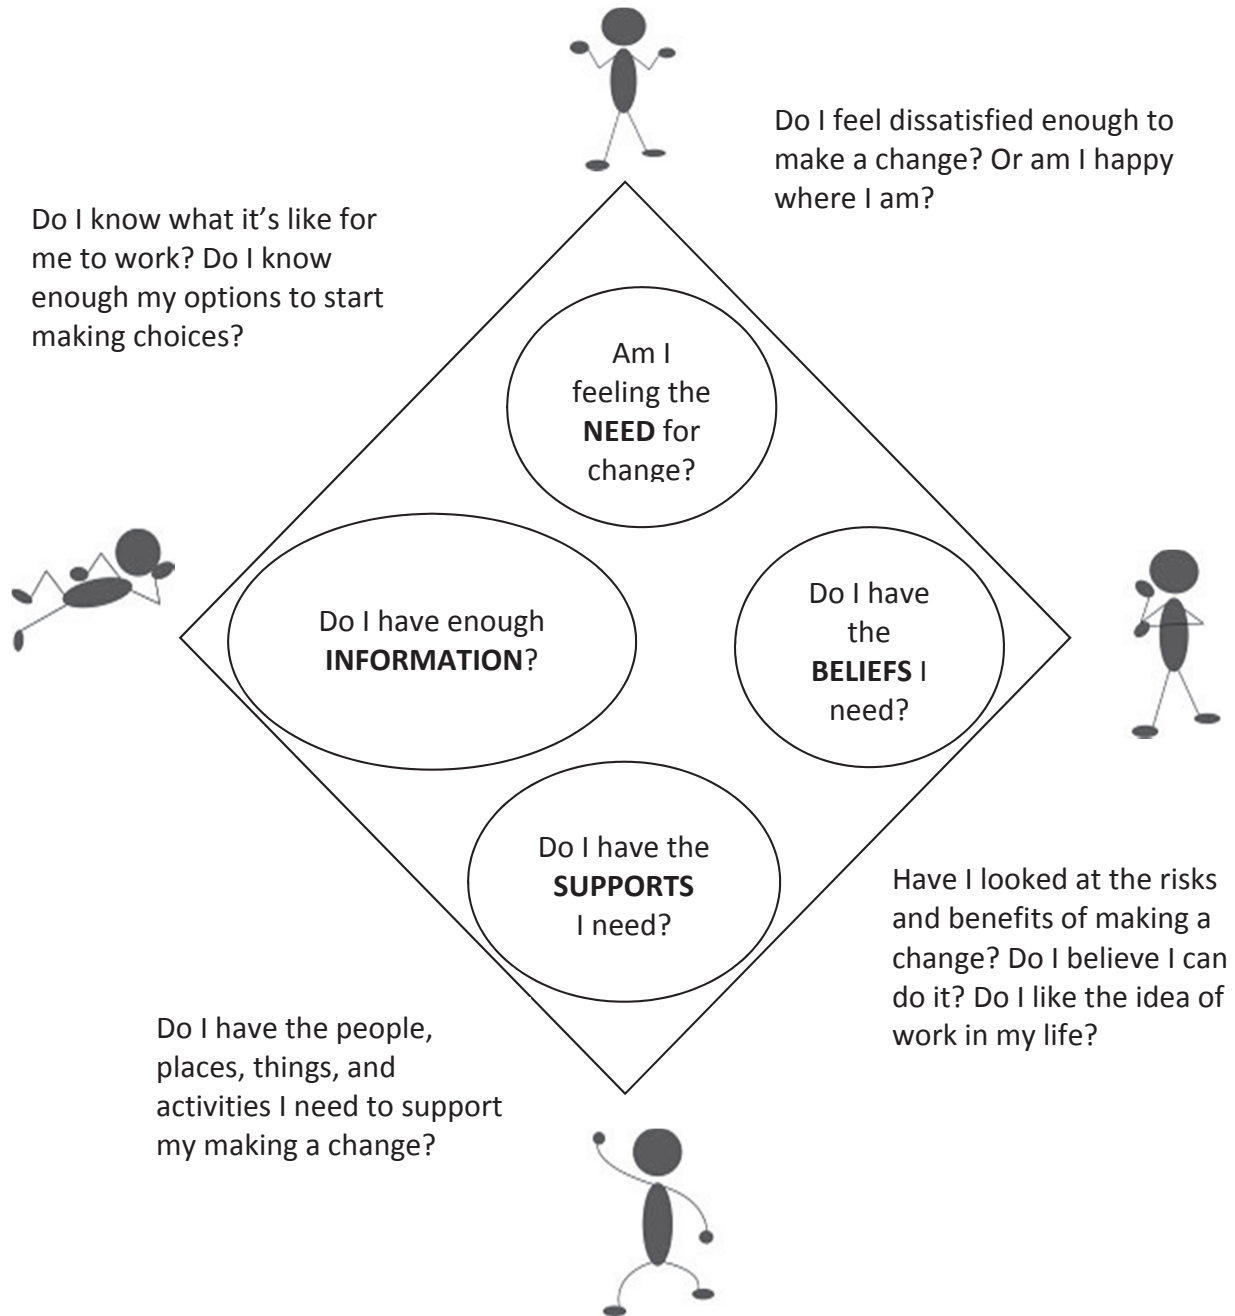 Do I feel dissatisfied enough to
make a change? Or am I happy
where I am?
Do I know what it’s like for
me to work? Do I know
enough my options to start
making choices?
Am I
feeling the
NEED for
change?
Do I have enough
INFORMATION?
Do I have
the
BELIEFS I
need?
Do I have the
SUPPORTS
I need?
Have I looked at the risks
and benefits of making a
change? Do I believe I can
do it? Do I like the idea of
work in my life?
Do I have the people,
places, things, and
activities I need to support
my making a change?